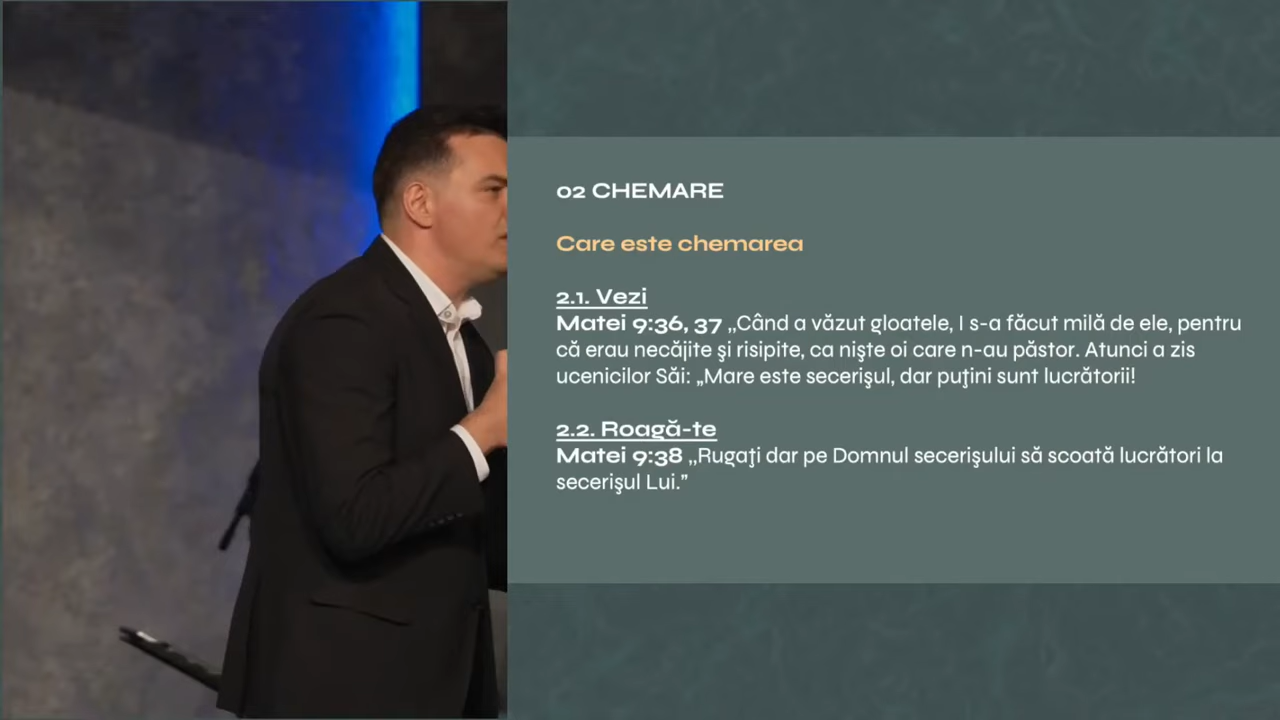 02 CHEMARE
Care este chemarea
2.1. Vezi
Matei 9:36, 37 „Când a văzut gloatele, I s-a făcut milă de ele, pentru
că erau necăjite şi risipite, ca nişte oi care n-au păstor. Atunci a zis
ucenicilor Săi: „Mare este secerişul, dar puţini sunt lucrătorii!
2.2. Roagă-te
Matei 9:38 „Rugaţi dar pe Domnul secerişului să scoată lucrători la
secerişul Lui.”